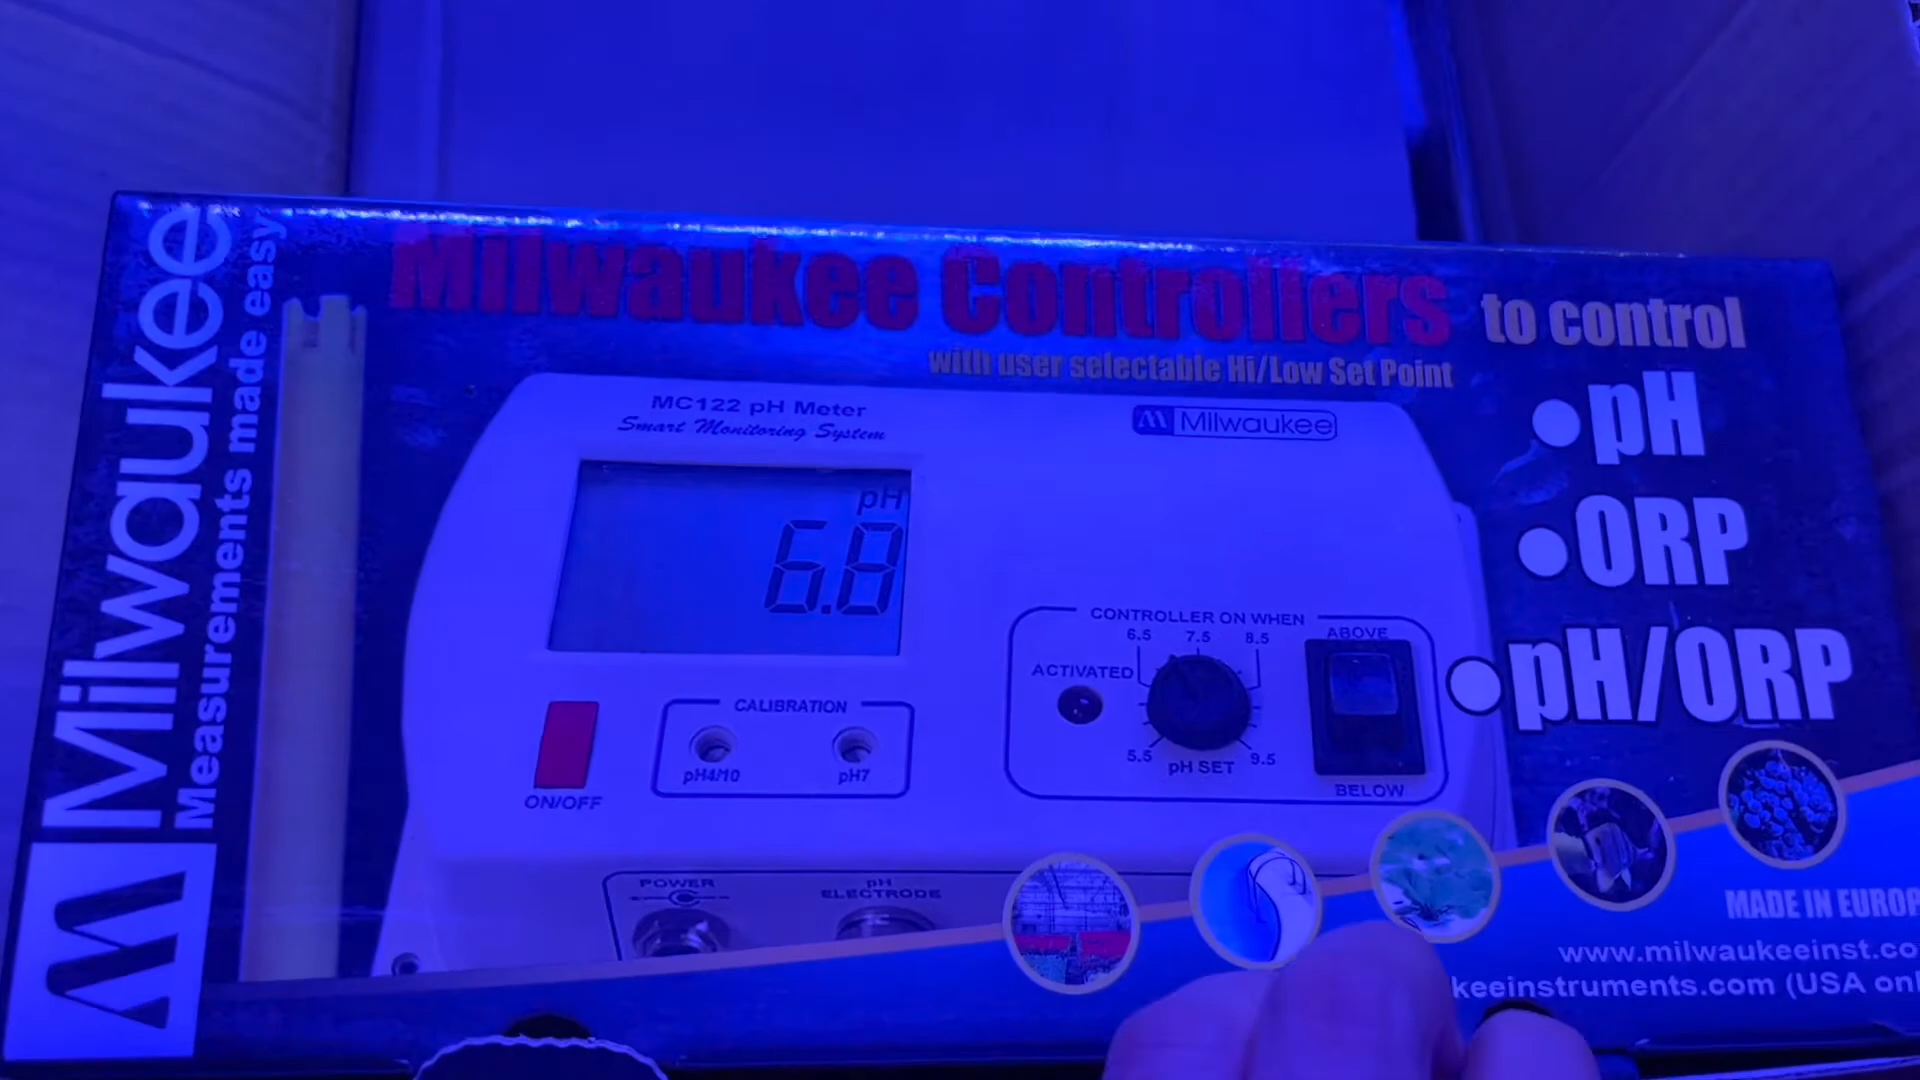 Milwaukee
Measurements made easy
Milwaukee Controllers to control
with user selectable Hi/Low Set Point
•pH
•ORP
•pH/ORP
MC122 pH Meter
Smart Monitoring System
Milwaukee
pH
6.8
CONTROLLER ON WHEN
6.5 7.5 8.5
ABOVE
ACTIVATED
5.5 pH SET 9.5
BELOW
CALIBRATION
pH4/10 pH7
ON/OFF
POWER
pH
ELECTRODE
MADE IN EUROP
www.milwaukeeinst.co
keeinstruments.com (USA onl